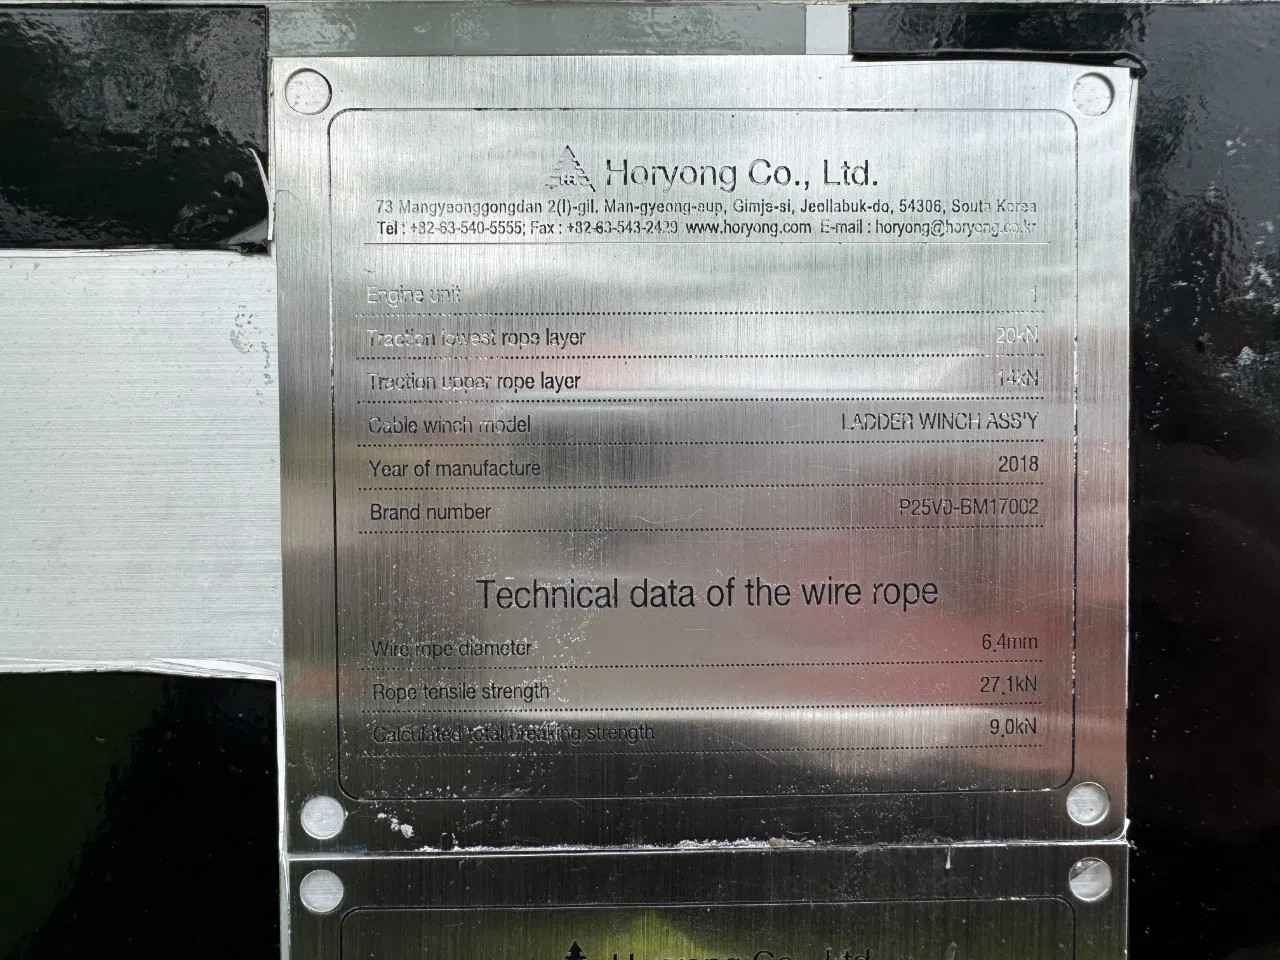 Horyong Co., Ltd.
73 Mangyeonggongdan 2(I)-gil, Man-gyeong-eup, Gimje-si, Jeollabuk-do, 54306, South Korea
Tel : +82-63-540-5555; Fax : +82-63-543-2429 www.horyong.com E-mail : horyong@horyong.co.kr
Engine unit 1
Traction lowest rope layer 20kN
Traction upper rope layer 14kN
Cable winch model LADDER WINCH ASS'Y
Year of manufacture 2018
Brand number P25V0-BM17002
Technical data of the wire rope
Wire rope diameter 6,4mm
Rope tensile strength 27,1kN
Calculated total breaking strength 9,0kN
Horyong Co., Ltd.